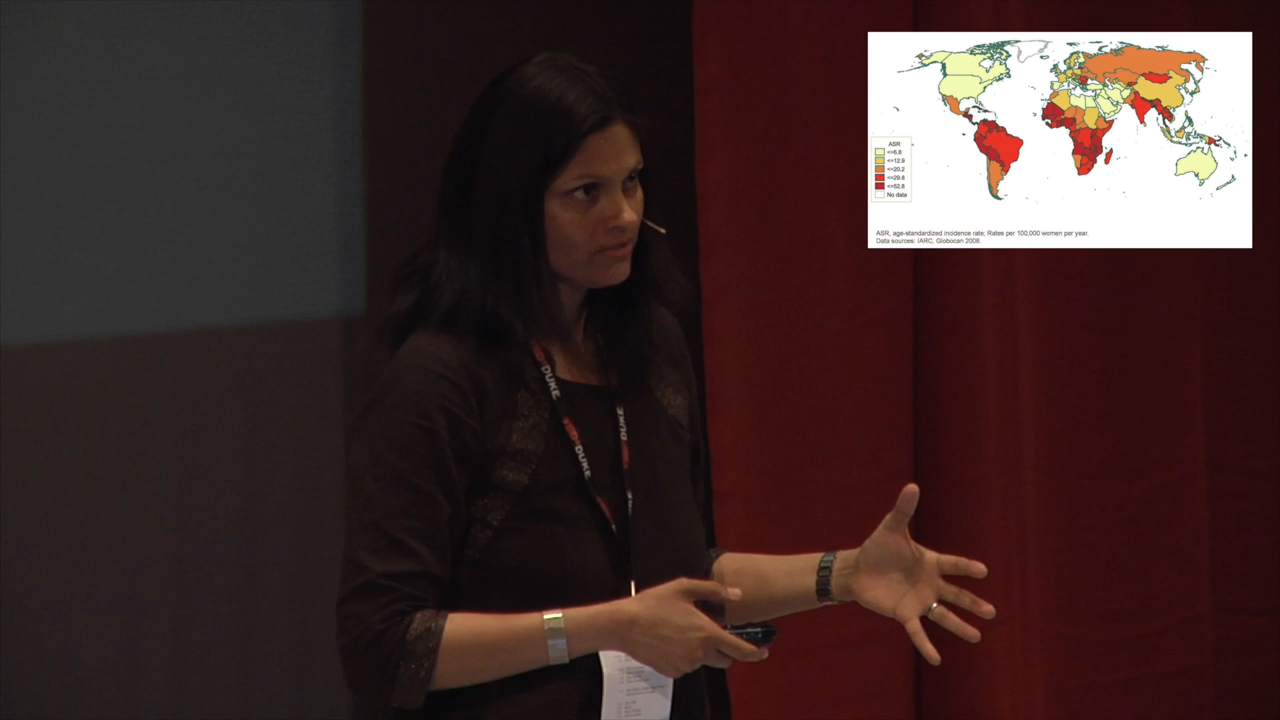 ASR
<=6.8
<=12.9
<=20.2
<=29.8
<=52.8
No data
ASR, age-standardized incidence rate; Rates per 100,000 women per year.
Data sources: IARC, Globocan 2008.
DUKE
DUKE
DUKE